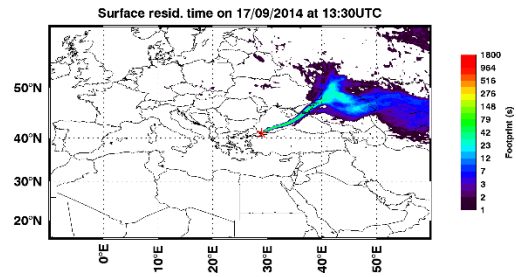 Surface resid. time on 17/09/2014 at 13:30UTC
50°N
40°N
30°N
20°N
0°E
10°E
20°E
30°E
40°E
50°E
1800
964
516
276
148
79
42
23
12
7
3
2
1
Footprint (s)